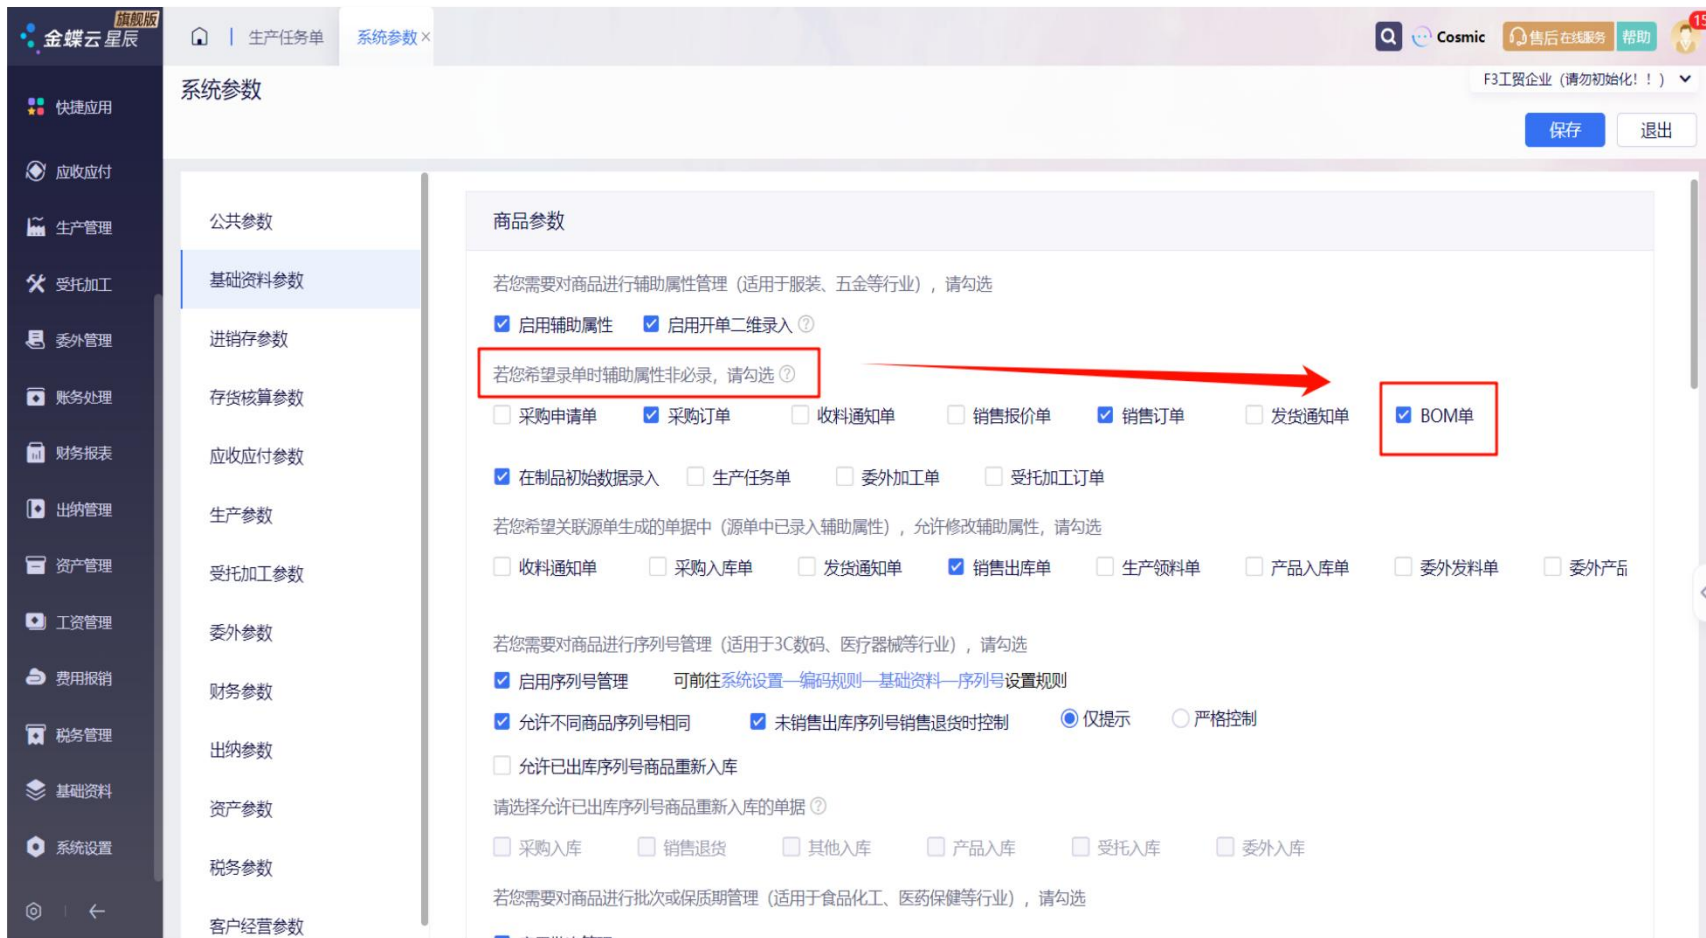 旗舰版
金蝶云 星辰
生产任务单
系统参数 ×
Cosmic
售后在线服务
帮助
15
系统参数
F3工贸企业（请勿初始化！！）
保存
退出
快捷应用
应收应付
生产管理
受托加工
委外管理
账务处理
财务报表
出纳管理
资产管理
工资管理
费用报销
税务管理
基础资料
系统设置
公共参数
基础资料参数
进销存参数
存货核算参数
应收应付参数
生产参数
受托加工参数
委外参数
财务参数
出纳参数
资产参数
税务参数
客户经营参数
商品参数
若您需要对商品进行辅助属性管理（适用于服装、五金等行业），请勾选
启用辅助属性 启用开单二维录入 ?
若您希望录单时辅助属性非必录，请勾选 ?
采购申请单 采购订单 收料通知单 销售报价单 销售订单 发货通知单 BOM单
在制品初始数据录入 生产任务单 委外加工单 受托加工订单
若您希望关联源单生成的单据中（源单中已录入辅助属性），允许修改辅助属性，请勾选
收料通知单 采购入库单 发货通知单 销售出库单 生产领料单 产品入库单 委外发料单 委外产品
若您需要对商品进行序列号管理（适用于3C数码、医疗器械等行业），请勾选
启用序列号管理 可前往系统设置—编码规则—基础资料—序列号设置规则
允许不同商品序列号相同 未销售出库序列号销售退货时控制 仅提示 严格控制
允许已出库序列号商品重新入库
请选择允许已出库序列号商品重新入库的单据 ?
采购入库 销售退货 其他入库 产品入库 受托入库 委外入库
若您需要对商品进行批次或保质期管理（适用于食品化工、医药保健等行业），请勾选